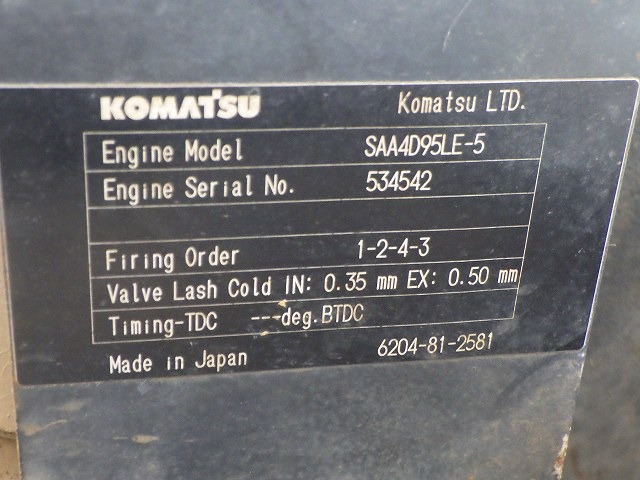 KOMATSU Komatsu LTD.
Engine Model SAA4D95LE-5
Engine Serial No. 534542
Firing Order 1-2-4-3
Valve Lash Cold IN: 0.35 mm EX: 0.50 mm
Timing-TDC ---deg.BTDC
Made in Japan 6204-81-2581